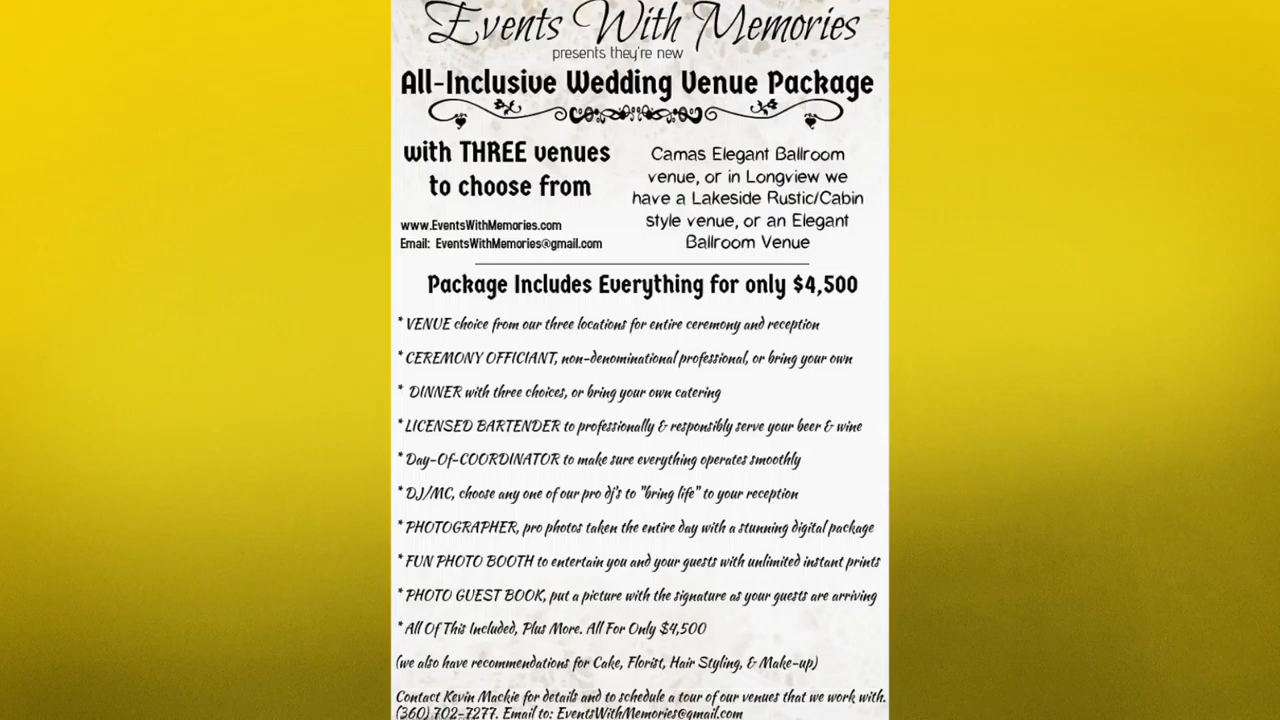 Events With Memories
presents they're new
All-Inclusive Wedding Venue Package
with THREE venues
to choose from
www.EventsWithMemories.com
Email: EventsWithMemories@gmail.com
Camas Elegant Ballroom
venue, or in Longview we
have a Lakeside Rustic/Cabin
style venue, or an Elegant
Ballroom Venue
Package Includes Everything for only $4,500
* VENUE choice from our three locations for entire ceremony and reception
* CEREMONY OFFICIANT, non-denominational professional, or bring your own
* DINNER with three choices, or bring your own catering
* LICENSED BARTENDER to professionally & responsibly serve your beer & wine
* Day-Of-COORDINATOR to make sure everything operates smoothly
* DJ/MC, choose any one of our pro dj's to "bring life" to your reception
* PHOTOGRAPHER, pro photos taken the entire day with a stunning digital package
* FUN PHOTO BOOTH to entertain you and your guests with unlimited instant prints
* PHOTO GUEST BOOK, put a picture with the signature as your guests are arriving
* All Of This Included, Plus More. All For Only $4,500
(we also have recommendations for Cake, Florist, Hair Styling, & Make-up)
Contact Kevin Mackie for details and to schedule a tour of our venues that we work with.
(360) 702-7277. Email to: EventsWithMemories@gmail.com